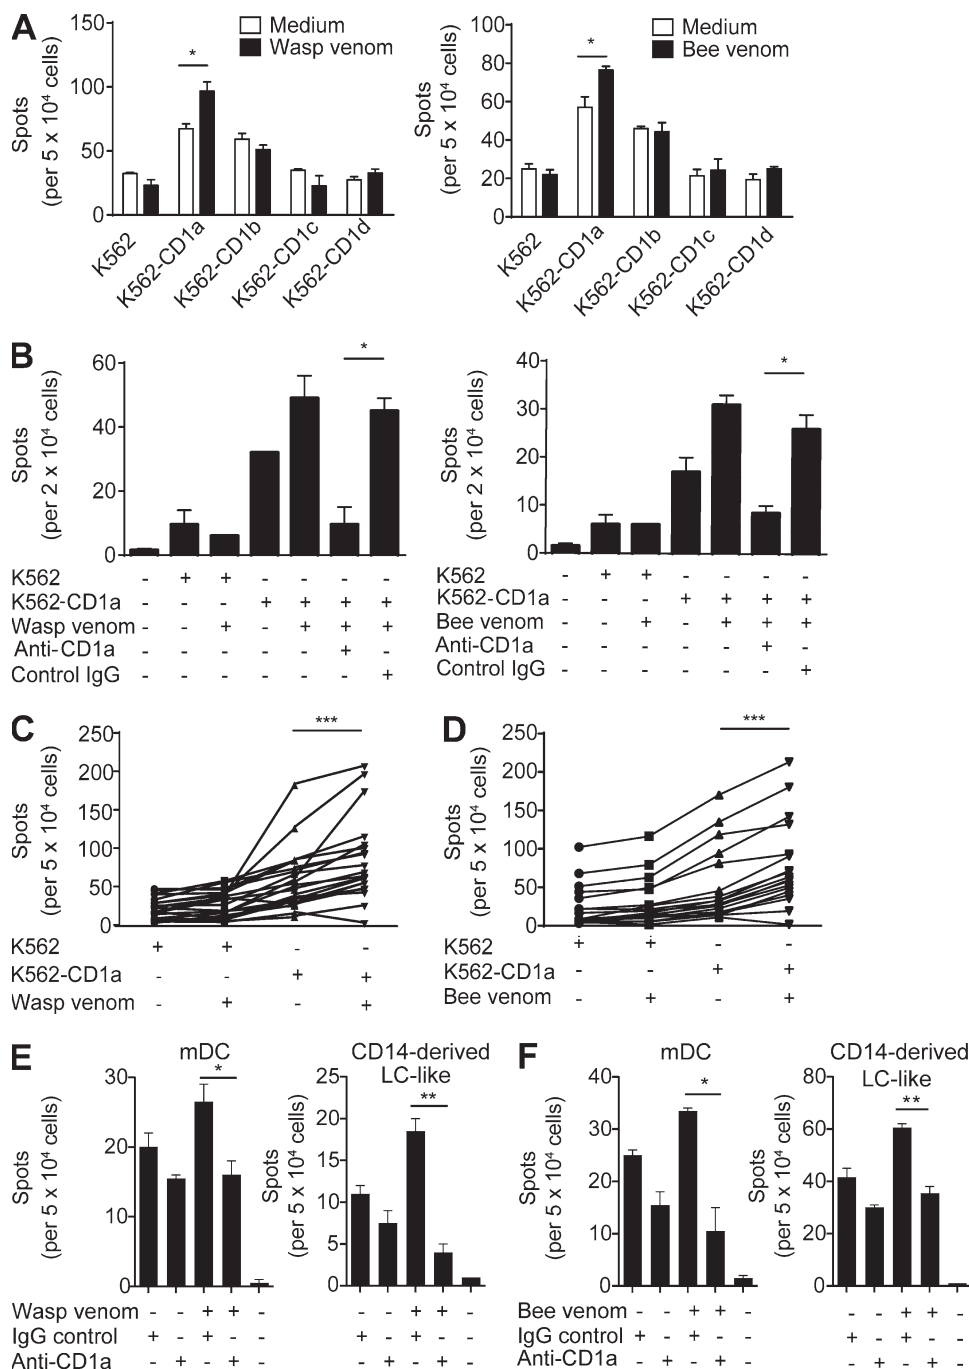 A
Medium
Wasp venom
Spots
(per 5 x 10⁴ cells)
150
100
50
0
*
K562
K562-CD1a
K562-CD1b
K562-CD1c
K562-CD1d
Medium
Bee venom
Spots
(per 5 x 10⁴ cells)
100
80
60
40
20
0
*
K562
K562-CD1a
K562-CD1b
K562-CD1c
K562-CD1d
B
Spots
(per 2 x 10⁴ cells)
60
40
20
0
*
K562 - + + - - - -
K562-CD1a - - - + + + +
Wasp venom - - + - + + +
Anti-CD1a - - - - - + -
Control IgG - - - - - - +
Spots
(per 2 x 10⁴ cells)
40
30
20
10
0
*
K562 - + + - - - -
K562-CD1a - - - + + + +
Bee venom - - + - + + +
Anti-CD1a - - - - - + -
Control IgG - - - - - - +
C
Spots
(per 5 x 10⁴ cells)
250
200
150
100
50
0
***
K562 + + - -
K562-CD1a - - + +
Wasp venom - + - +
D
Spots
(per 5 x 10⁴ cells)
250
200
150
100
50
0
***
K562 + + - -
K562-CD1a - - + +
Bee venom - + - +
E
mDC
Spots
(per 5 x 10⁴ cells)
30
20
10
0
*
CD14-derived
LC-like
Spots
(per 5 x 10⁴ cells)
25
20
15
10
5
0
**
Wasp venom - - + + - - - + + -
IgG control + - + - - + - + - -
Anti-CD1a - + - + - - + - + -
F
mDC
Spots
(per 5 x 10⁴ cells)
40
30
20
10
0
*
CD14-derived
LC-like
Spots
(per 5 x 10⁴ cells)
80
60
40
20
0
**
Bee venom - - + + - - - + + -
IgG control + - + - - + - + - -
Anti-CD1a - + - + - - + - + -